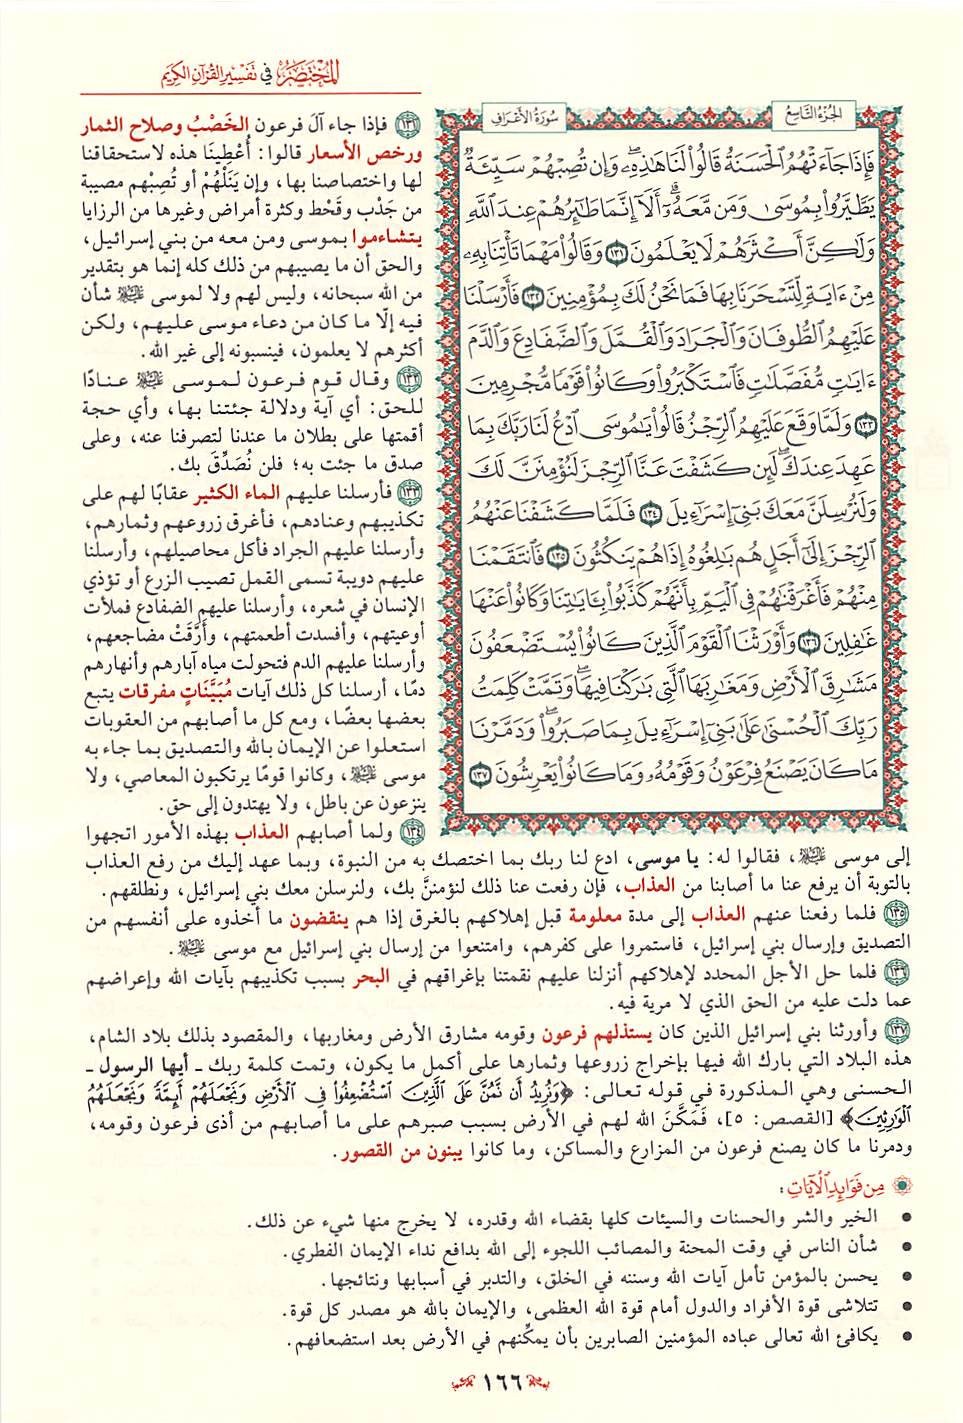 المختصر في تفسير القرآن الكريم
الجزء التاسع
سورة الأعراف
فَإِذَا جَآءَتْهُمُ ٱلْحَسَنَةُ قَالُوا۟ لَنَا هَـٰذِهِۦ ۖ وَإِن تُصِبْهُمْ سَيِّئَةٌ
يَطَّيَّرُوا۟ بِمُوسَىٰ وَمَن مَّعَهُۥٓ ۗ أَلَآ إِنَّمَا طَـٰٓئِرُهُمْ عِندَ ٱللَّهِ
وَلَـٰكِنَّ أَكْثَرَهُمْ لَا يَعْلَمُونَ ١٣١ وَقَالُوا۟ مَهْمَا تَأْتِنَا بِهِۦ
مِنْ ءَايَةٍ لِّتَسْحَرَنَا بِهَا فَمَا نَحْنُ لَكَ بِمُؤْمِنِينَ ١٣٢ فَأَرْسَلْنَا
عَلَيْهِمُ ٱلطُّوفَانَ وَٱلْجَرَادَ وَٱلْقُمَّلَ وَٱلضَّفَادِعَ وَٱلدَّمَ
ءَايَـٰتٍ مُّفَصَّلَـٰتٍ فَٱسْتَكْبَرُوا۟ وَكَانُوا۟ قَوْمًا مُّجْرِمِينَ
١٣٣ وَلَمَّا وَقَعَ عَلَيْهِمُ ٱلرِّجْزُ قَالُوا۟ يَـٰمُوسَى ٱدْعُ لَنَا رَبَّكَ بِمَا
عَهِدَ عِندَكَ ۖ لَئِن كَشَفْتَ عَنَّا ٱلرِّجْزَ لَنُؤْمِنَنَّ لَكَ
وَلَنُرْسِلَنَّ مَعَكَ بَنِىٓ إِسْرَٰٓءِيلَ ١٣٤ فَلَمَّا كَشَفْنَا عَنْهُمُ
ٱلرِّجْزَ إِلَىٰٓ أَجَلٍ هُم بَـٰلِغُوهُ إِذَا هُمْ يَنكُثُونَ ١٣٥ فَٱنتَقَمْنَا
مِنْهُمْ فَأَغْرَقْنَـٰهُمْ فِى ٱلْيَمِّ بِأَنَّهُمْ كَذَّبُوا۟ بِـَٔايَـٰتِنَا وَكَانُوا۟ عَنْهَا
غَـٰفِلِينَ ١٣٦ وَأَوْرَثْنَا ٱلْقَوْمَ ٱلَّذِينَ كَانُوا۟ يُسْتَضْعَفُونَ
مَشَـٰرِقَ ٱلْأَرْضِ وَمَغَـٰرِبَهَا ٱلَّتِى بَـٰرَكْنَا فِيهَا ۖ وَتَمَّتْ كَلِمَتُ
رَبِّكَ ٱلْحُسْنَىٰ عَلَىٰ بَنِىٓ إِسْرَٰٓءِيلَ بِمَا صَبَرُوا۟ ۖ وَدَمَّرْنَا
مَا كَانَ يَصْنَعُ فِرْعَوْنُ وَقَوْمُهُۥ وَمَا كَانُوا۟ يَعْرِشُونَ ١٣٧
١٣١ فإذا جاء آلَ فرعون الخَصْبُ وصلاح الثمار
ورخص الأسعار قالوا: أُعْطِينَا هذه لاستحقاقنا
لها واختصاصنا بها، وإن يَنَلْهُمْ أو تُصِبْهم مصيبة
من جَدْب وقَحْط وكثرة أمراض وغيرها من الرزايا
يتشاءموا بموسى ومن معه من بني إسرائيل،
والحق أن ما يصيبهم من ذلك كله إنما هو بتقدير
من الله سبحانه، وليس لهم ولا لموسى عليه السلام شأن
فيه إلّا ما كان من دعاء موسى عليهم، ولكن
أكثرهم لا يعلمون، فينسبونه إلى غير الله.
١٣٢ وقال قوم فرعون لموسى عليه السلام عنادًا
للحق: أي آية ودلالة جئتنا بها، وأي حجة
أقمتها على بطلان ما عندنا لتصرفنا عنه، وعلى
صدق ما جئت به؛ فلن نُصَدِّقَ بك.
١٣٣ فأرسلنا عليهم الماء الكثير عقابًا لهم على
تكذيبهم وعنادهم، فأغرق زروعهم وثمارهم،
وأرسلنا عليهم الجراد فأكل محاصيلهم، وأرسلنا
عليهم دويبة تسمى القمل تصيب الزرع أو تؤذي
الإنسان في شعره، وأرسلنا عليهم الضفادع فملأت
أوعيتهم، وأفسدت أطعمتهم، وأَرَّقَتْ مضاجعهم،
وأرسلنا عليهم الدم فتحولت مياه آبارهم وأنهارهم
دمًا، أرسلنا كل ذلك آيات مُبَيَّنَاتٍ مفرقات يتبع
بعضها بعضًا، ومع كل ما أصابهم من العقوبات
استعلوا عن الإيمان بالله والتصديق بما جاء به
موسى عليه السلام، وكانوا قومًا يرتكبون المعاصي، ولا
ينزعون عن باطل، ولا يهتدون إلى حق.
١٣٤ ولما أصابهم العذاب بهذه الأمور اتجهوا
إلى موسى عليه السلام، فقالوا له: يا موسى، ادع لنا ربك بما اختصك به من النبوة، وبما عهد إليك من رفع العذاب
بالتوبة أن يرفع عنا ما أصابنا من العذاب، فإن رفعت عنا ذلك لنؤمننَّ بك، ولنرسلن معك بني إسرائيل، ونطلقهم.
١٣٥ فلما رفعنا عنهم العذاب إلى مدة معلومة قبل إهلاكهم بالغرق إذا هم ينقضون ما أخذوه على أنفسهم من
التصديق وإرسال بني إسرائيل، فاستمروا على كفرهم، وامتنعوا من إرسال بني إسرائيل مع موسى عليه السلام.
١٣٦ فلما حل الأجل المحدد لإهلاكهم أنزلنا عليهم نقمتنا بإغراقهم في البحر بسبب تكذيبهم بآيات الله وإعراضهم
عما دلت عليه من الحق الذي لا مرية فيه.
١٣٧ وأورثنا بني إسرائيل الذين كان يستذلهم فرعون وقومه مشارق الأرض ومغاربها، والمقصود بذلك بلاد الشام،
هذه البلاد التي بارك الله فيها بإخراج زروعها وثمارها على أكمل ما يكون، وتمت كلمة ربك ـ أيها الرسول ـ
الحسنى وهي المذكورة في قوله تعالى: ﴿وَنُرِيدُ أَن نَّمُنَّ عَلَى ٱلَّذِينَ ٱسْتُضْعِفُوا۟ فِى ٱلْأَرْضِ وَنَجْعَلَهُمْ أَئِمَّةً وَنَجْعَلَهُمُ
ٱلْوَٰرِثِينَ﴾ [القصص: ٥]، فَمَكَّنَ الله لهم في الأرض بسبب صبرهم على ما أصابهم من أذى فرعون وقومه،
ودمرنا ما كان يصنع فرعون من المزارع والمساكن، وما كانوا يبنون من القصور.
من فوائد الآيات:
• الخير والشر والحسنات والسيئات كلها بقضاء الله وقدره، لا يخرج منها شيء عن ذلك.
• شأن الناس في وقت المحنة والمصائب اللجوء إلى الله بدافع نداء الإيمان الفطري.
• يحسن بالمؤمن تأمل آيات الله وسننه في الخلق، والتدبر في أسبابها ونتائجها.
• تتلاشى قوة الأفراد والدول أمام قوة الله العظمى، والإيمان بالله هو مصدر كل قوة.
• يكافئ الله تعالى عباده المؤمنين الصابرين بأن يمكِّنهم في الأرض بعد استضعافهم.
١٦٦